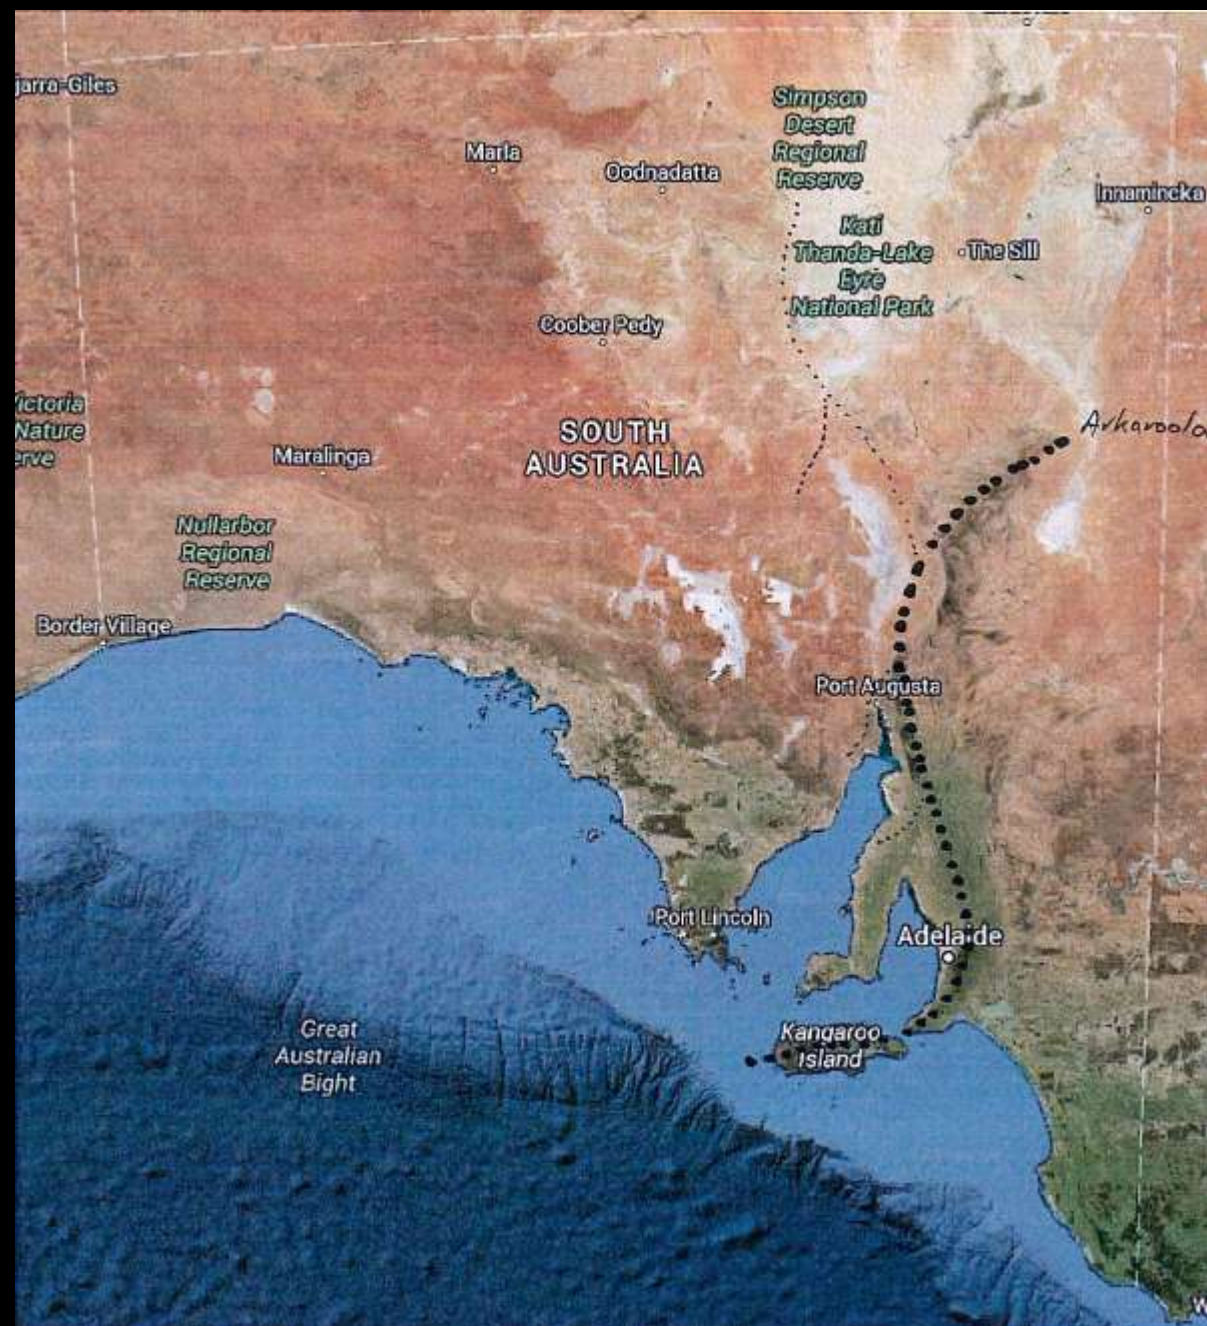 jarra-Giles
Simpson
Desert
Regional
Reserve
Marla
Oodnadatta
Innamincka
Kati
Thanda-Lake
Eyre
National Park
The Sill
Coober Pedy
Victoria
Nature
erve
SOUTH
AUSTRALIA
Arkaroola
Maralinga
Nullarbor
Regional
Reserve
Border Village
Port Augusta
Port Lincoln
Adelaide
Great
Australian
Bight
Kangaroo
Island
W